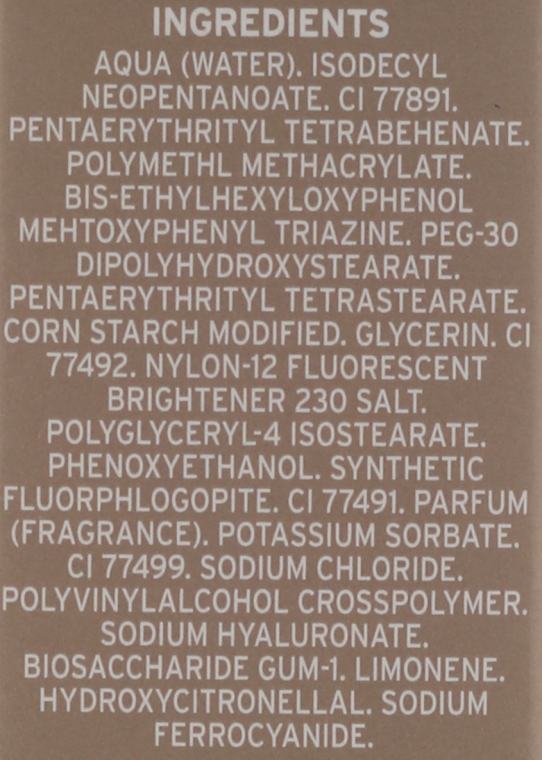 INGREDIENTS
AQUA (WATER). ISODECYL
NEOPENTANOATE. CI 77891.
PENTAERYTHRITYL TETRABEHENATE.
POLYMETHL METHACRYLATE.
BIS-ETHYLHEXYLOXYPHENOL
MEHTOXYPHENYL TRIAZINE. PEG-30
DIPOLYHYDROXYSTEARATE.
PENTAERYTHRITYL TETRASTEARATE.
CORN STARCH MODIFIED. GLYCERIN. CI
77492. NYLON-12 FLUORESCENT
BRIGHTENER 230 SALT.
POLYGLYCERYL-4 ISOSTEARATE.
PHENOXYETHANOL. SYNTHETIC
FLUORPHLOGOPITE. CI 77491. PARFUM
(FRAGRANCE). POTASSIUM SORBATE.
CI 77499. SODIUM CHLORIDE.
POLYVINYLALCOHOL CROSSPOLYMER.
SODIUM HYALURONATE.
BIOSACCHARIDE GUM-1. LIMONENE.
HYDROXYCITRONELLAL. SODIUM
FERROCYANIDE.